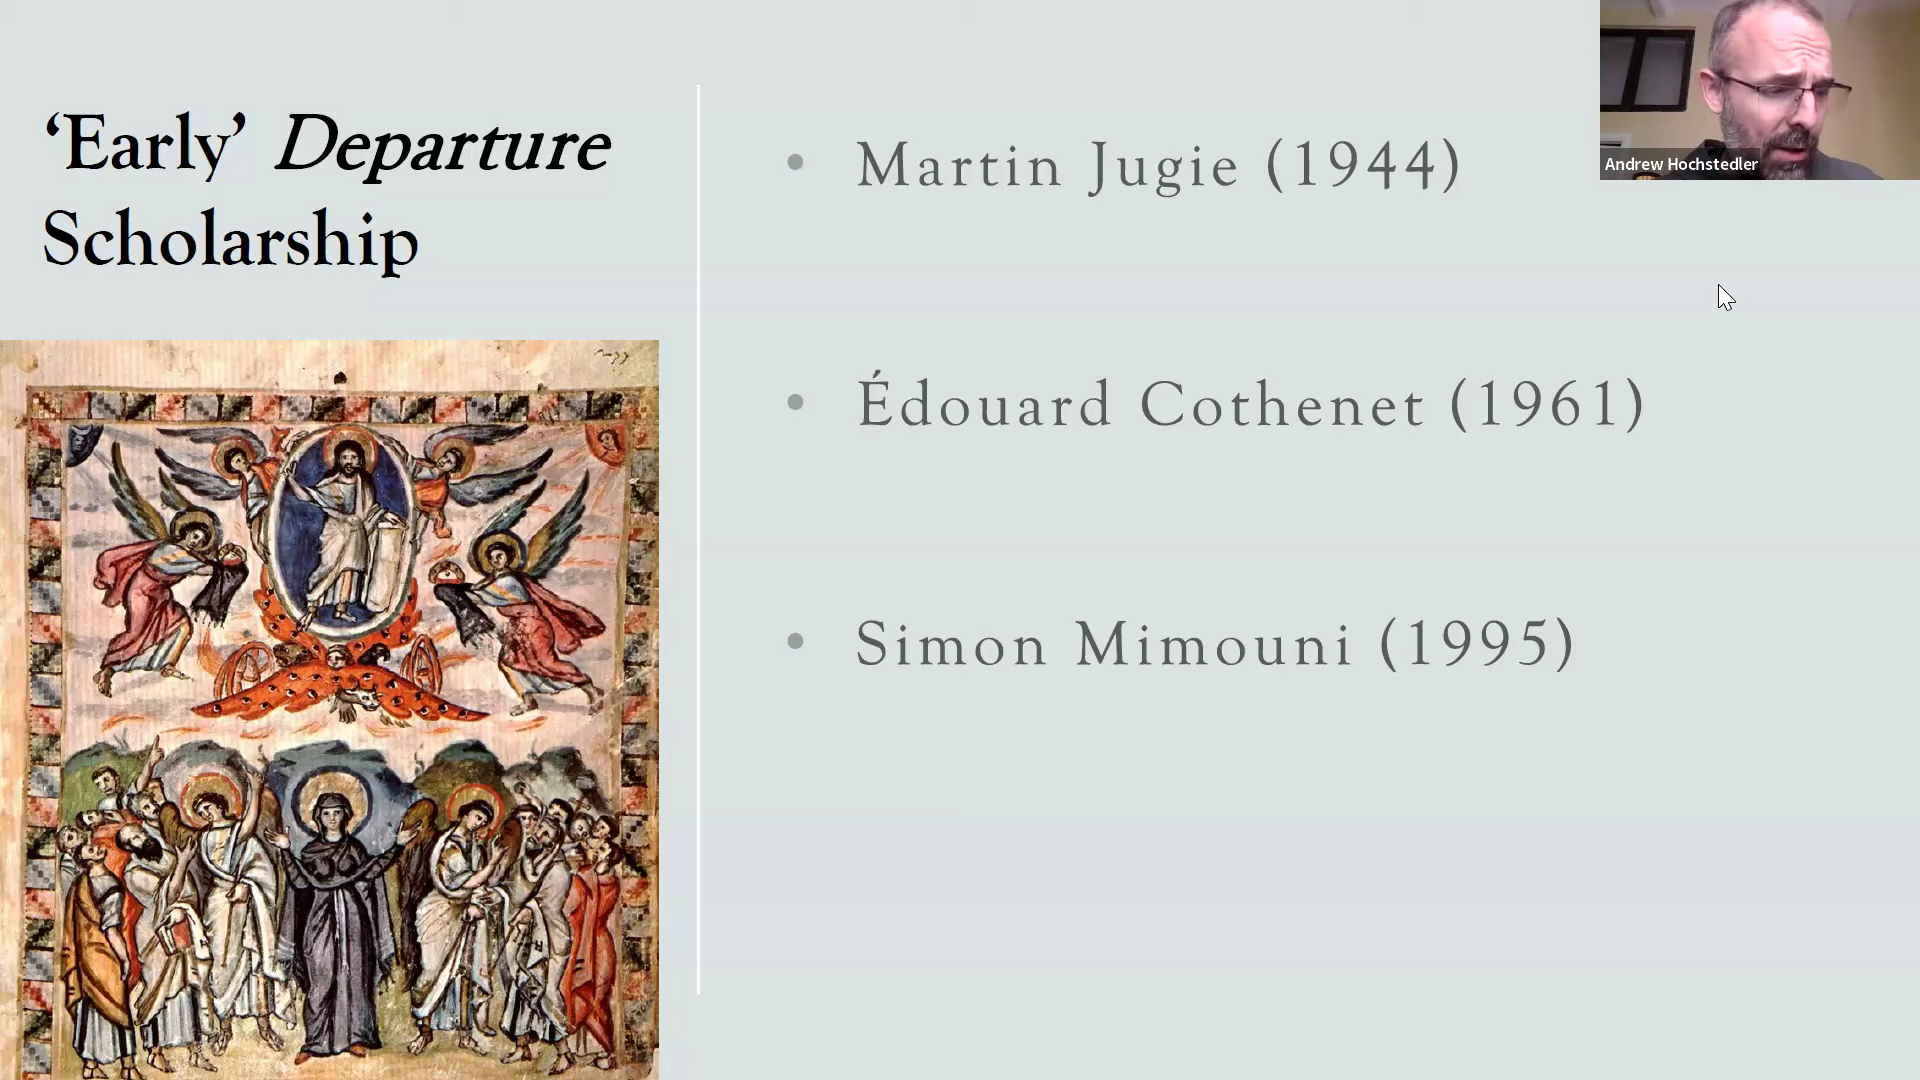 ‘Early’ Departure
Scholarship
• Martin Jugie (1944)
• Édouard Cothenet (1961)
• Simon Mimouni (1995)
Andrew Hochstedler